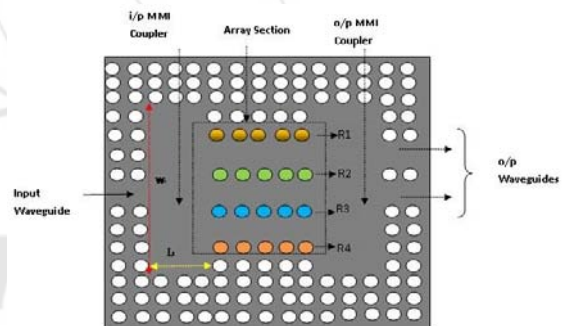 i/p MMI
Coupler
Array Section
o/p MMI
Coupler
R1
R2
R3
R4
w
L
Input
Waveguide
o/p
Waveguides